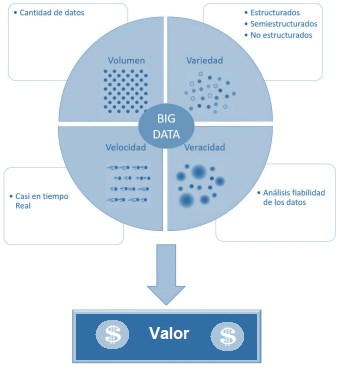 • Cantidad de datos
• Estructurados
• Semiestructurados
• No estructurados
Volumen
Variedad
BIG
DATA
Velocidad
Veracidad
• Casi en tiempo
Real
• Análisis fiabilidad
de los datos
$ Valor $